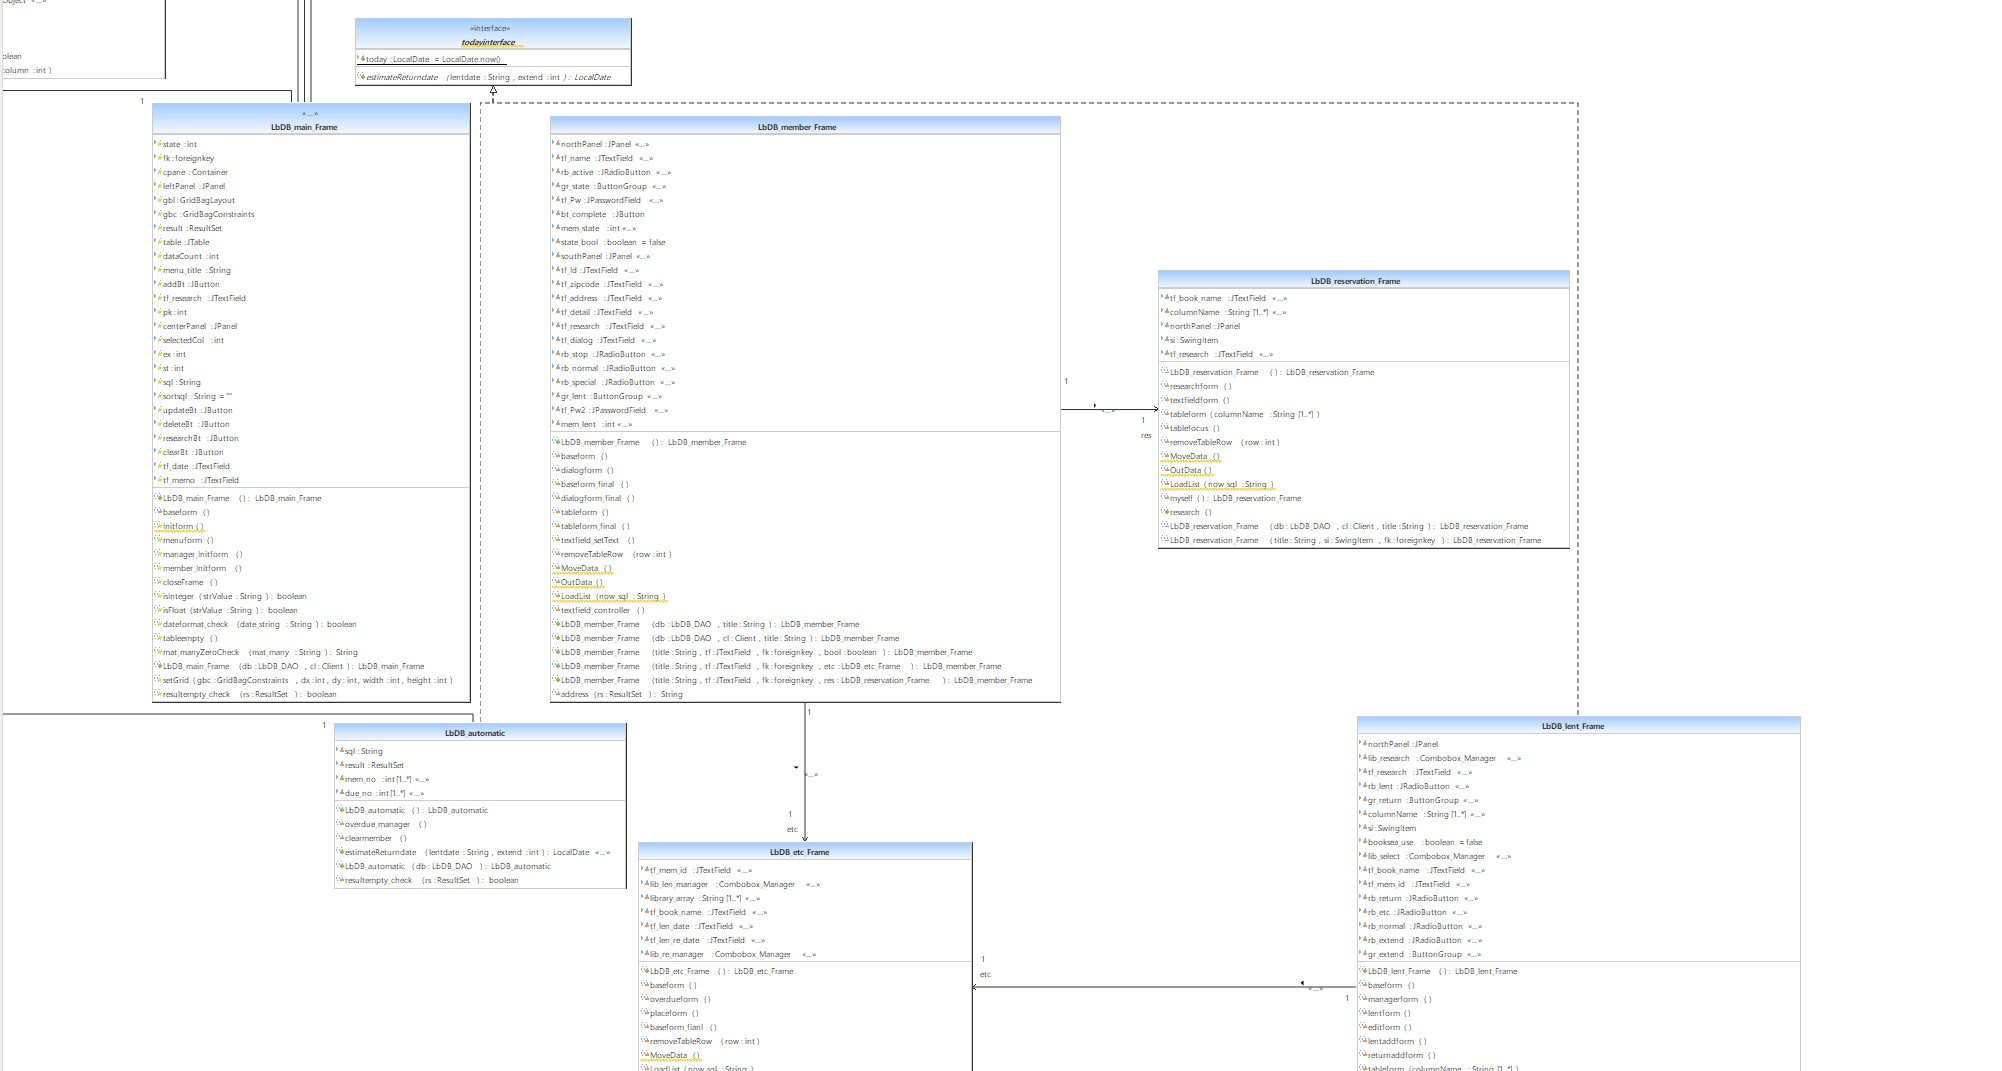 olean
olumn : int )
«interface»
todayinterface
today : LocalDate = LocalDate.now()
estimateReturndate (lentdate : String , extend : int ) : LocalDate
1
«...»
LbDB_main_Frame
state : int
fk : foreignkey
cpane : Container
leftPanel : JPanel
gbl : GridBagLayout
gbc : GridBagConstraints
result : ResultSet
table : JTable
dataCount : int
menu_title : String
addBt : JButton
tf_research : JTextField
pk : int
centerPanel : JPanel
selectedCol : int
ex : int
st : int
sql : String
sortsql : String = ""
updateBt : JButton
deleteBt : JButton
researchBt : JButton
clearBt : JButton
tf_date : JTextField
tf_memo : JTextField
LbDB_main_Frame ( ) : LbDB_main_Frame
baseform ( )
Initform ( )
menuform ( )
manager_Initform ( )
member_Initform ( )
closeFrame ( )
isInteger (strValue : String ) : boolean
isFloat (strValue : String ) : boolean
dateformat_check (date_string : String ) : boolean
tableempty ( )
mat_manyZeroCheck (mat_many : String ) : String
LbDB_main_Frame (db : LbDB_DAO , cl : Client ) : LbDB_main_Frame
setGrid (gbc : GridBagConstraints , dx : int , dy : int , width : int , height : int )
resultempty_check (rs : ResultSet ) : boolean
LbDB_member_Frame
northPanel : JPanel «...»
tf_name : JTextField «...»
rb_active : JRadioButton «...»
gr_state : ButtonGroup «...»
tf_Pw : JPasswordField «...»
bt_complete : JButton
mem_state : int «...»
state_bool : boolean = false
southPanel : JPanel «...»
tf_Id : JTextField «...»
tf_zipcode : JTextField «...»
tf_address : JTextField «...»
tf_detail : JTextField «...»
tf_research : JTextField «...»
tf_dialog : JTextField «...»
rb_stop : JRadioButton «...»
rb_normal : JRadioButton «...»
rb_special : JRadioButton «...»
gr_lent : ButtonGroup «...»
tf_Pw2 : JPasswordField «...»
mem_lent : int «...»
LbDB_member_Frame ( ) : LbDB_member_Frame
baseform ( )
dialogform ( )
baseform_final ( )
dialogform_final ( )
tableform ( )
tableform_final ( )
textfield_setText ( )
removeTableRow (row : int )
MoveData ( )
OutData ( )
LoadList (now_sql : String )
textfield_controller ( )
LbDB_member_Frame (db : LbDB_DAO , title : String ) : LbDB_member_Frame
LbDB_member_Frame (db : LbDB_DAO , cl : Client , title : String ) : LbDB_member_Frame
LbDB_member_Frame (title : String , tf : JTextField , fk : foreignkey , bool : boolean ) : LbDB_member_Frame
LbDB_member_Frame (title : String , tf : JTextField , fk : foreignkey , etc : LbDB_etc_Frame ) : LbDB_member_Frame
LbDB_member_Frame (title : String , tf : JTextField , fk : foreignkey , res : LbDB_reservation_Frame ) : LbDB_member_Frame
address (rs : ResultSet ) : String
1
«...»
1
res
LbDB_reservation_Frame
tf_book_name : JTextField «...»
columnName : String [1..*] «...»
northPanel : JPanel
si : SwingItem
tf_research : JTextField «...»
LbDB_reservation_Frame ( ) : LbDB_reservation_Frame
researchform ( )
textfieldform ( )
tableform (columnName : String [1..*] )
tablefocus ( )
removeTableRow (row : int )
MoveData ( )
OutData ( )
LoadList (now_sql : String )
myself ( ) : LbDB_reservation_Frame
research ( )
LbDB_reservation_Frame (db : LbDB_DAO , cl : Client , title : String ) : LbDB_reservation_Frame
LbDB_reservation_Frame (title : String , si : SwingItem , fk : foreignkey ) : LbDB_reservation_Frame
1
LbDB_automatic
sql : String
result : ResultSet
mem_no : int [1..*] «...»
due_no : int [1..*] «...»
LbDB_automatic ( ) : LbDB_automatic
overdue_manager ( )
clearmember ( )
estimateReturndate (lentdate : String , extend : int ) : LocalDate «...»
LbDB_automatic (db : LbDB_DAO ) : LbDB_automatic
resultempty_check (rs : ResultSet ) : boolean
1
«...»
1
etc
LbDB_etc_Frame
tf_mem_id : JTextField «...»
lib_len_manager : Combobox_Manager «...»
library_array : String [1..*] «...»
tf_book_name : JTextField «...»
tf_len_date : JTextField «...»
tf_len_re_date : JTextField «...»
lib_re_manager : Combobox_Manager «...»
LbDB_etc_Frame ( ) : LbDB_etc_Frame
baseform ( )
overdueform ( )
placeform ( )
baseform_fianl ( )
removeTableRow (row : int )
MoveData ( )
LoadList (now_sql : String )
1
etc
«...»
1
LbDB_lent_Frame
northPanel : JPanel
lib_research : Combobox_Manager «...»
tf_research : JTextField «...»
rb_lent : JRadioButton «...»
gr_return : ButtonGroup «...»
columnName : String [1..*] «...»
si : SwingItem
booksea_use : boolean = false
lib_select : Combobox_Manager «...»
tf_book_name : JTextField «...»
tf_mem_id : JTextField «...»
rb_return : JRadioButton «...»
rb_etc : JRadioButton «...»
rb_normal : JRadioButton «...»
rb_extend : JRadioButton «...»
gr_extend : ButtonGroup «...»
LbDB_lent_Frame ( ) : LbDB_lent_Frame
baseform ( )
managerform ( )
lentform ( )
editform ( )
lentaddform ( )
returnaddform ( )
tableform (columnName : String [1..*] )